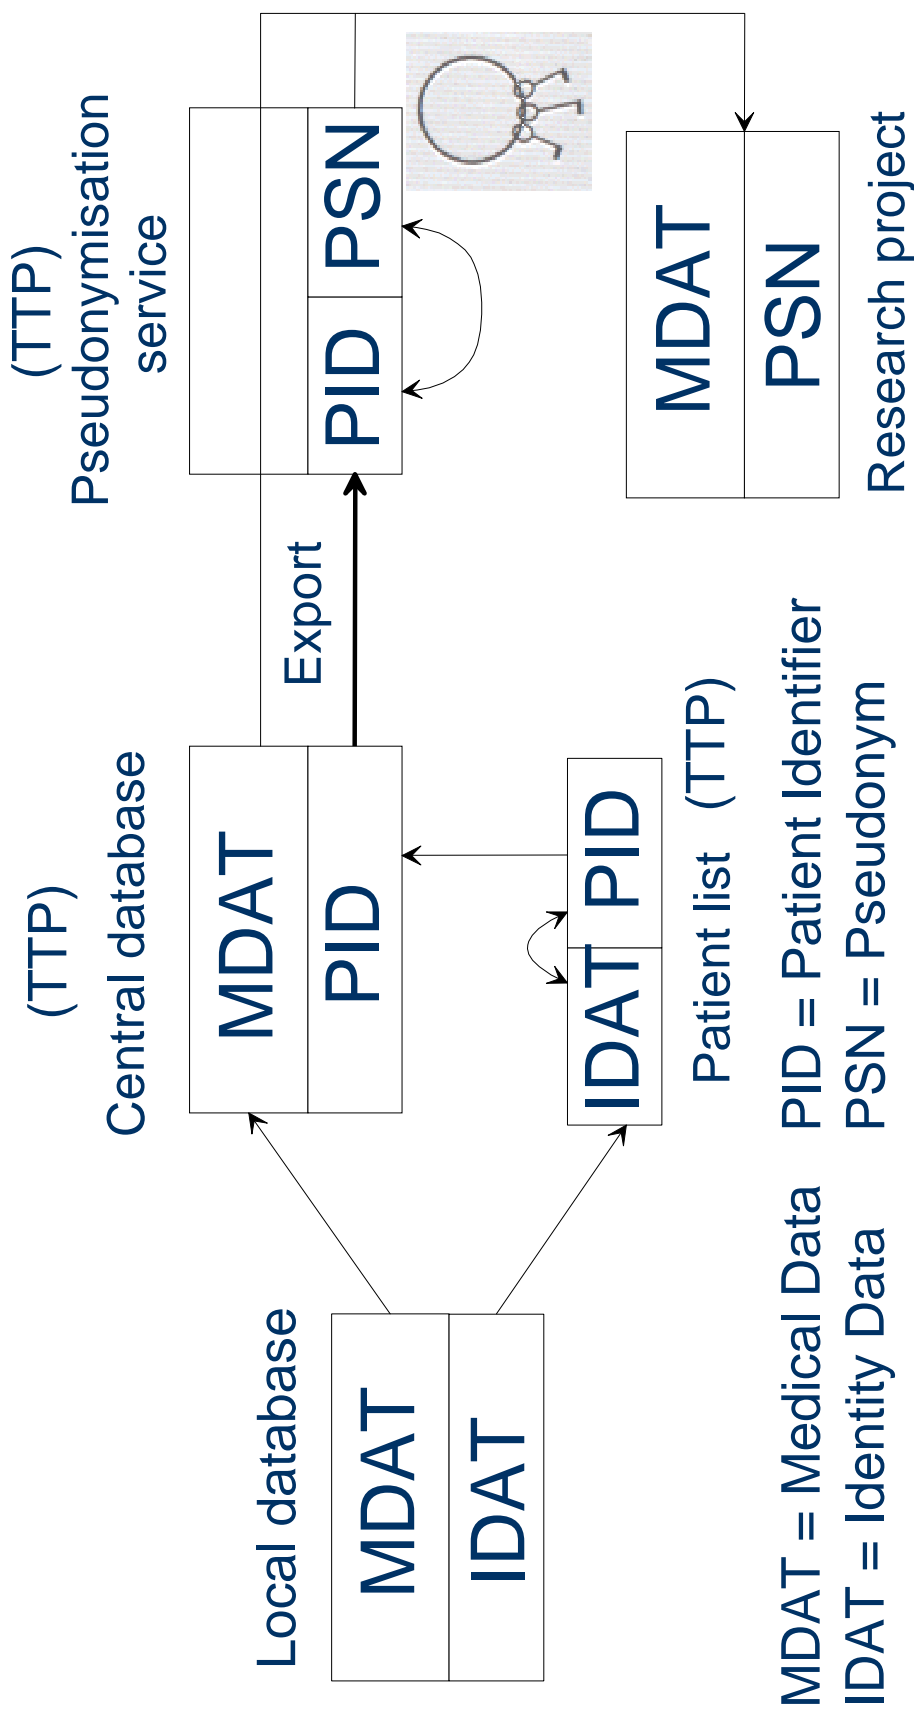 Local database
MDAT
IDAT
(TTP)
Central database
MDAT
PID
Export
(TTP)
Pseudonymisation
service
PID PSN
IDAT PID
Patient list (TTP)
MDAT
PSN
Research project
MDAT = Medical Data PID = Patient Identifier
IDAT = Identity Data PSN = Pseudonym